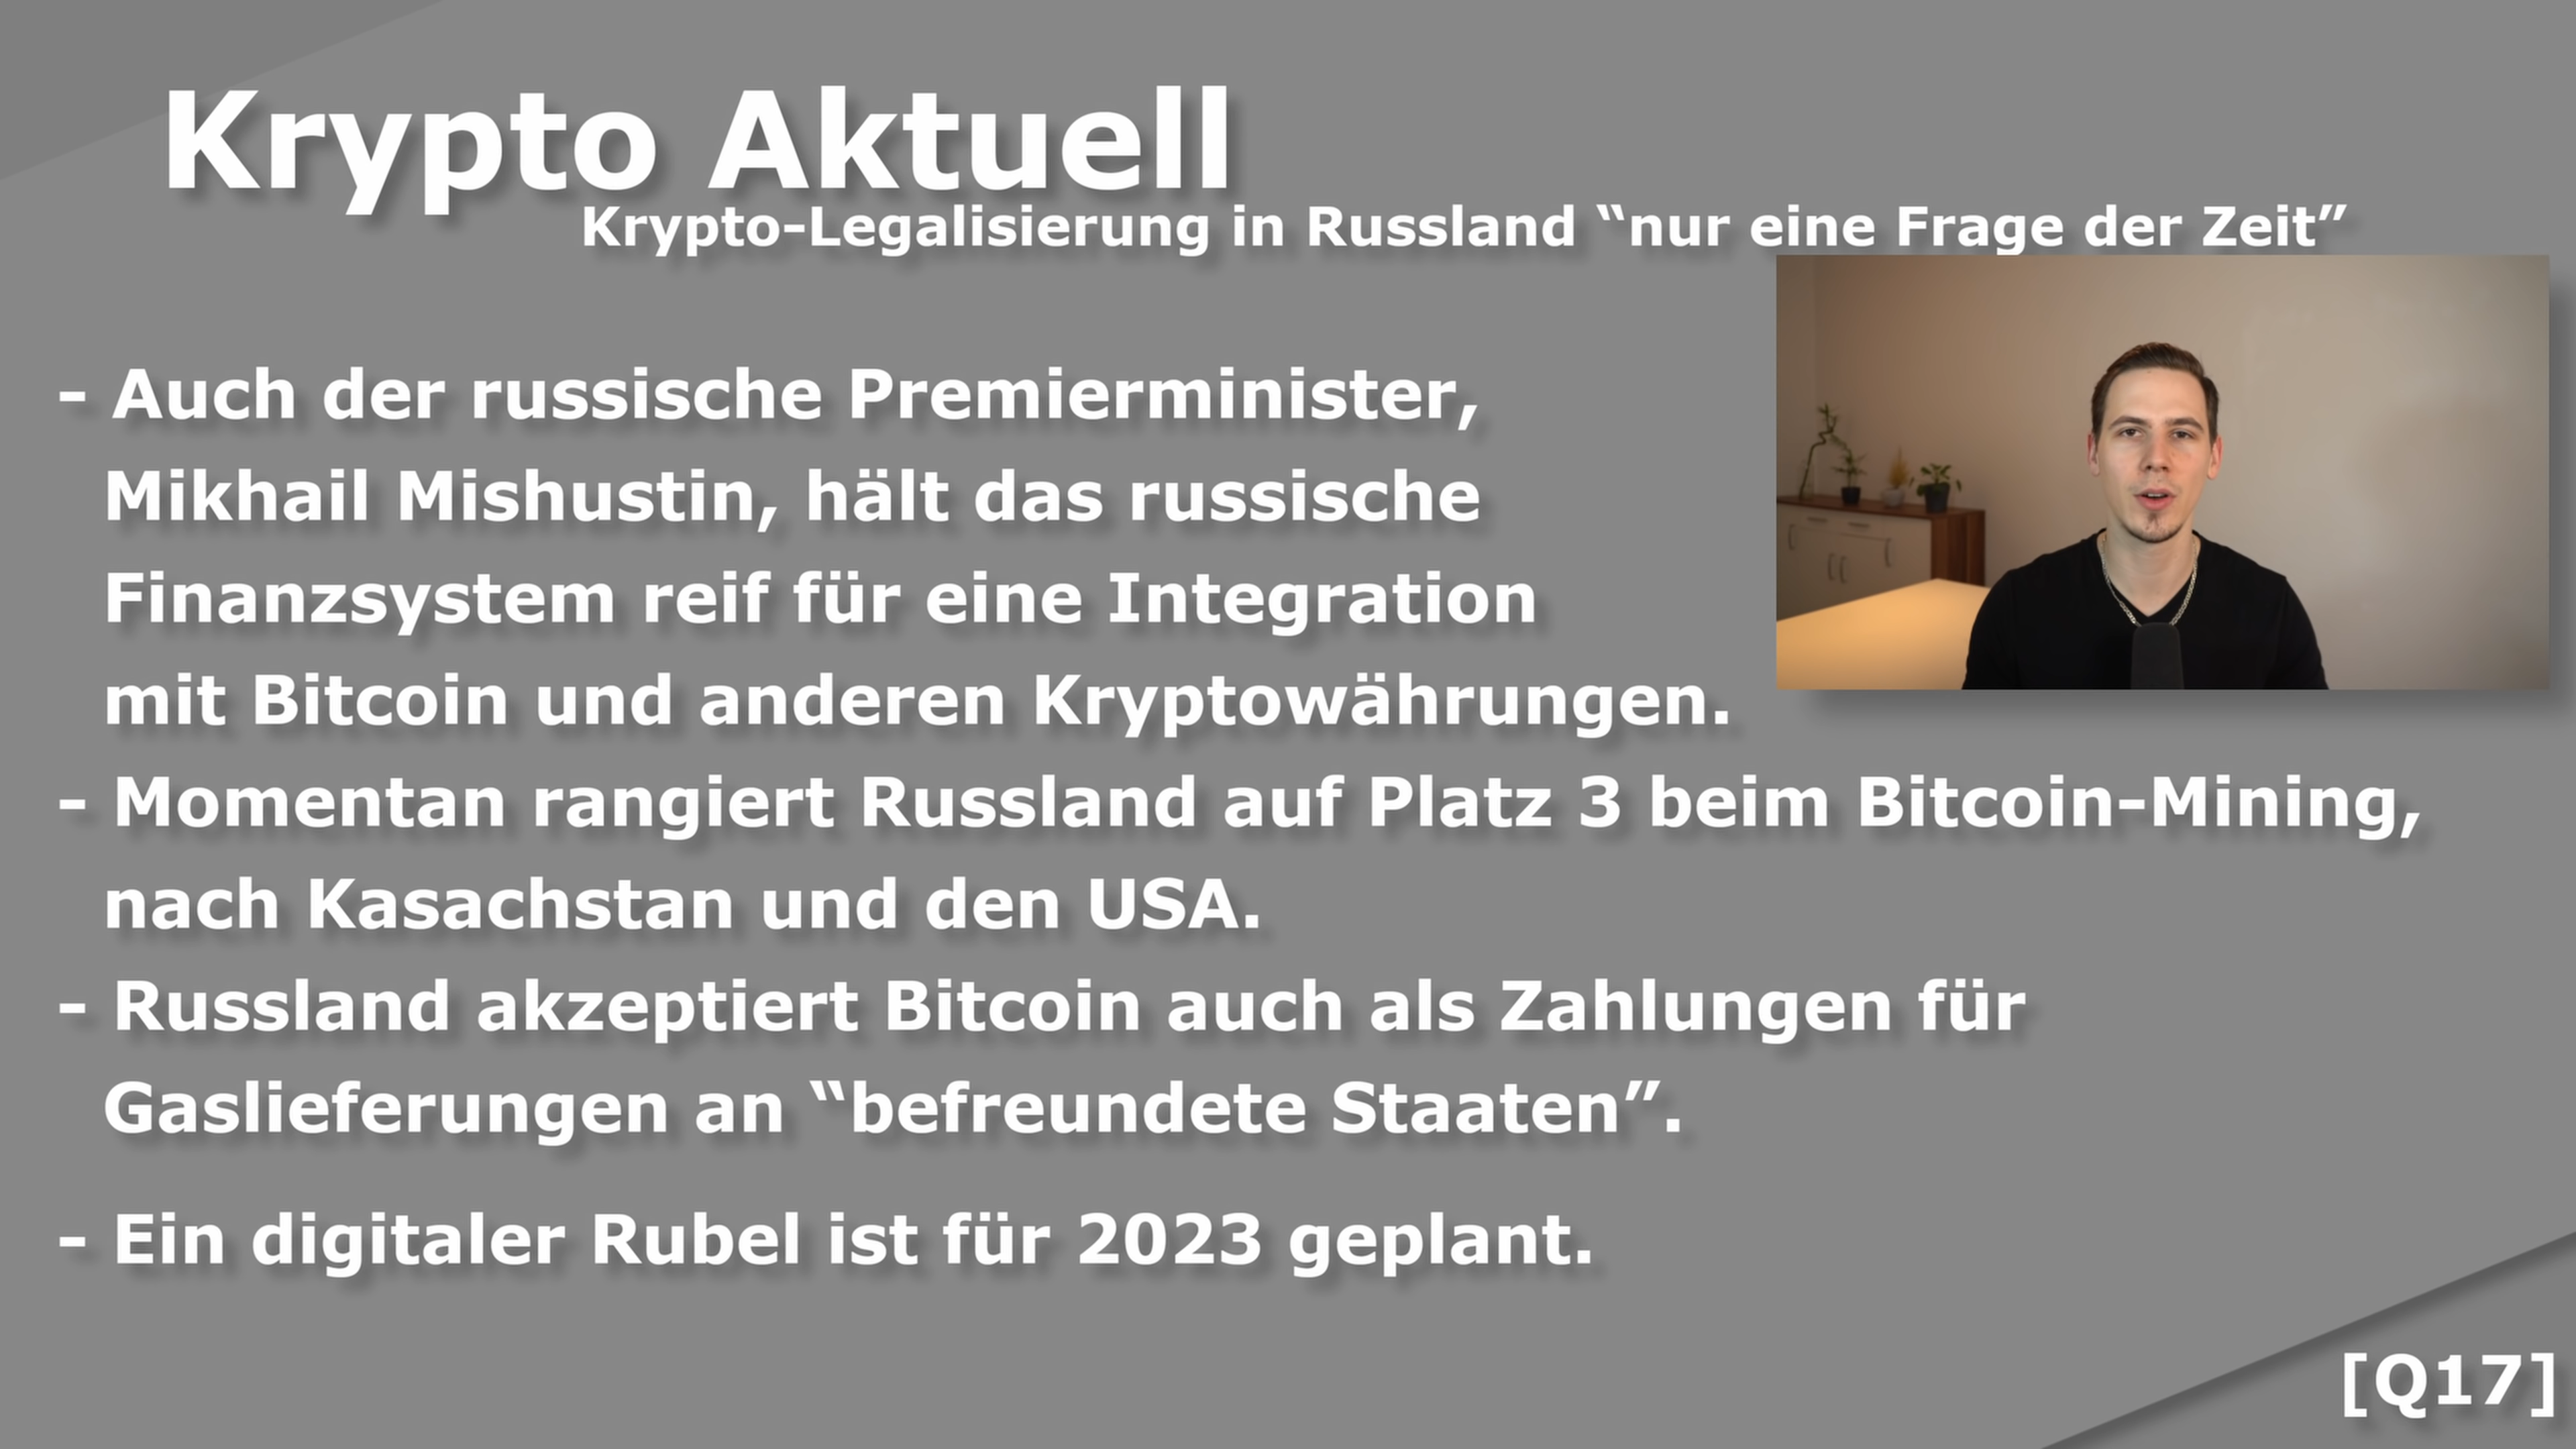 Krypto Aktuell
Krypto-Legalisierung in Russland “nur eine Frage der Zeit”
- Auch der russische Premierminister,
Mikhail Mishustin, hält das russische
Finanzsystem reif für eine Integration
mit Bitcoin und anderen Kryptowährungen.
- Momentan rangiert Russland auf Platz 3 beim Bitcoin-Mining,
nach Kasachstan und den USA.
- Russland akzeptiert Bitcoin auch als Zahlungen für
Gaslieferungen an “befreundete Staaten”.
- Ein digitaler Rubel ist für 2023 geplant.
[Q17]